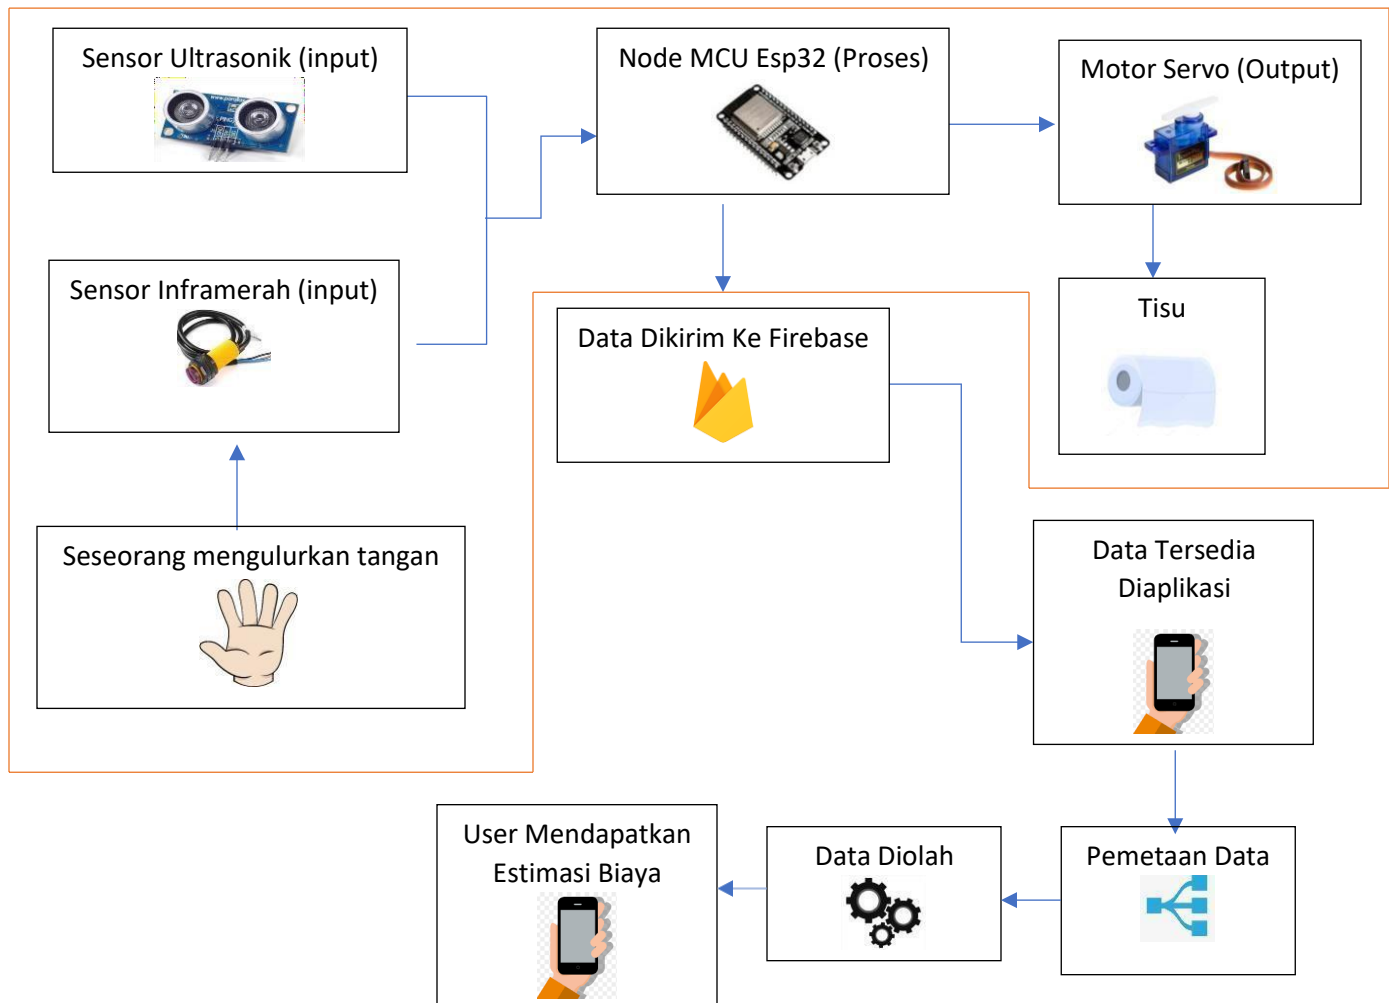 Sensor Ultrasonik (input)
Node MCU Esp32 (Proses)
Motor Servo (Output)
Sensor Inframerah (input)
Data Dikirim Ke Firebase
Tisu
Seseorang mengulurkan tangan
Data Tersedia
Diaplikasi
User Mendapatkan
Estimasi Biaya
Data Diolah
Pemetaan Data